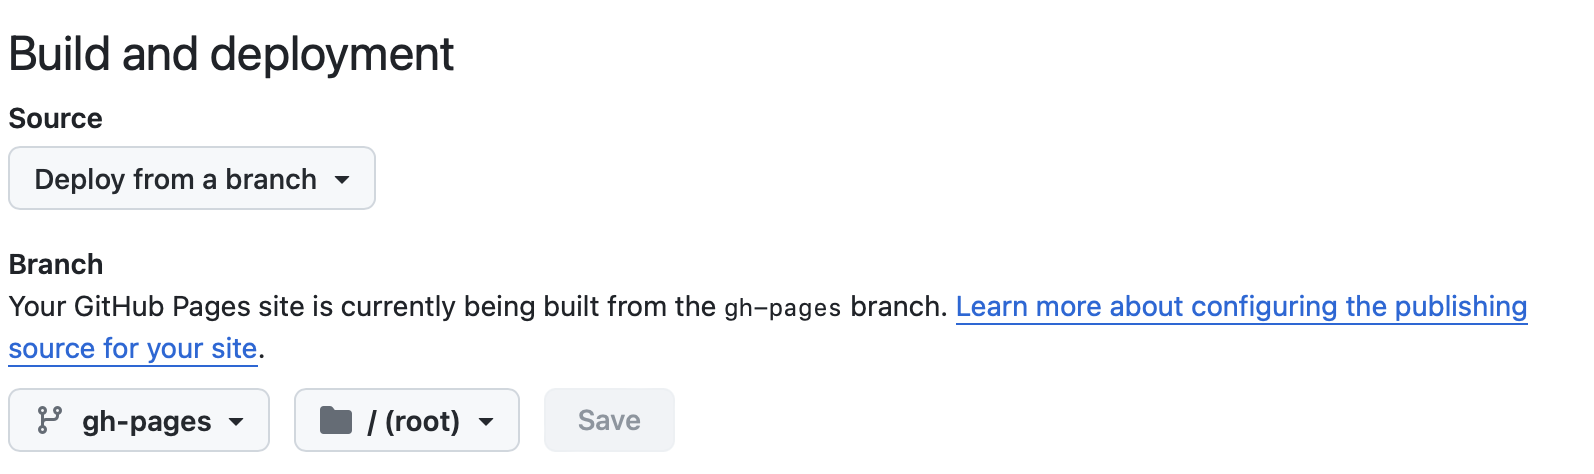 Build and deployment
Source
Deploy from a branch
Branch
Your GitHub Pages site is currently being built from the gh-pages branch. Learn more about configuring the publishing
source for your site.
gh-pages / (root) Save